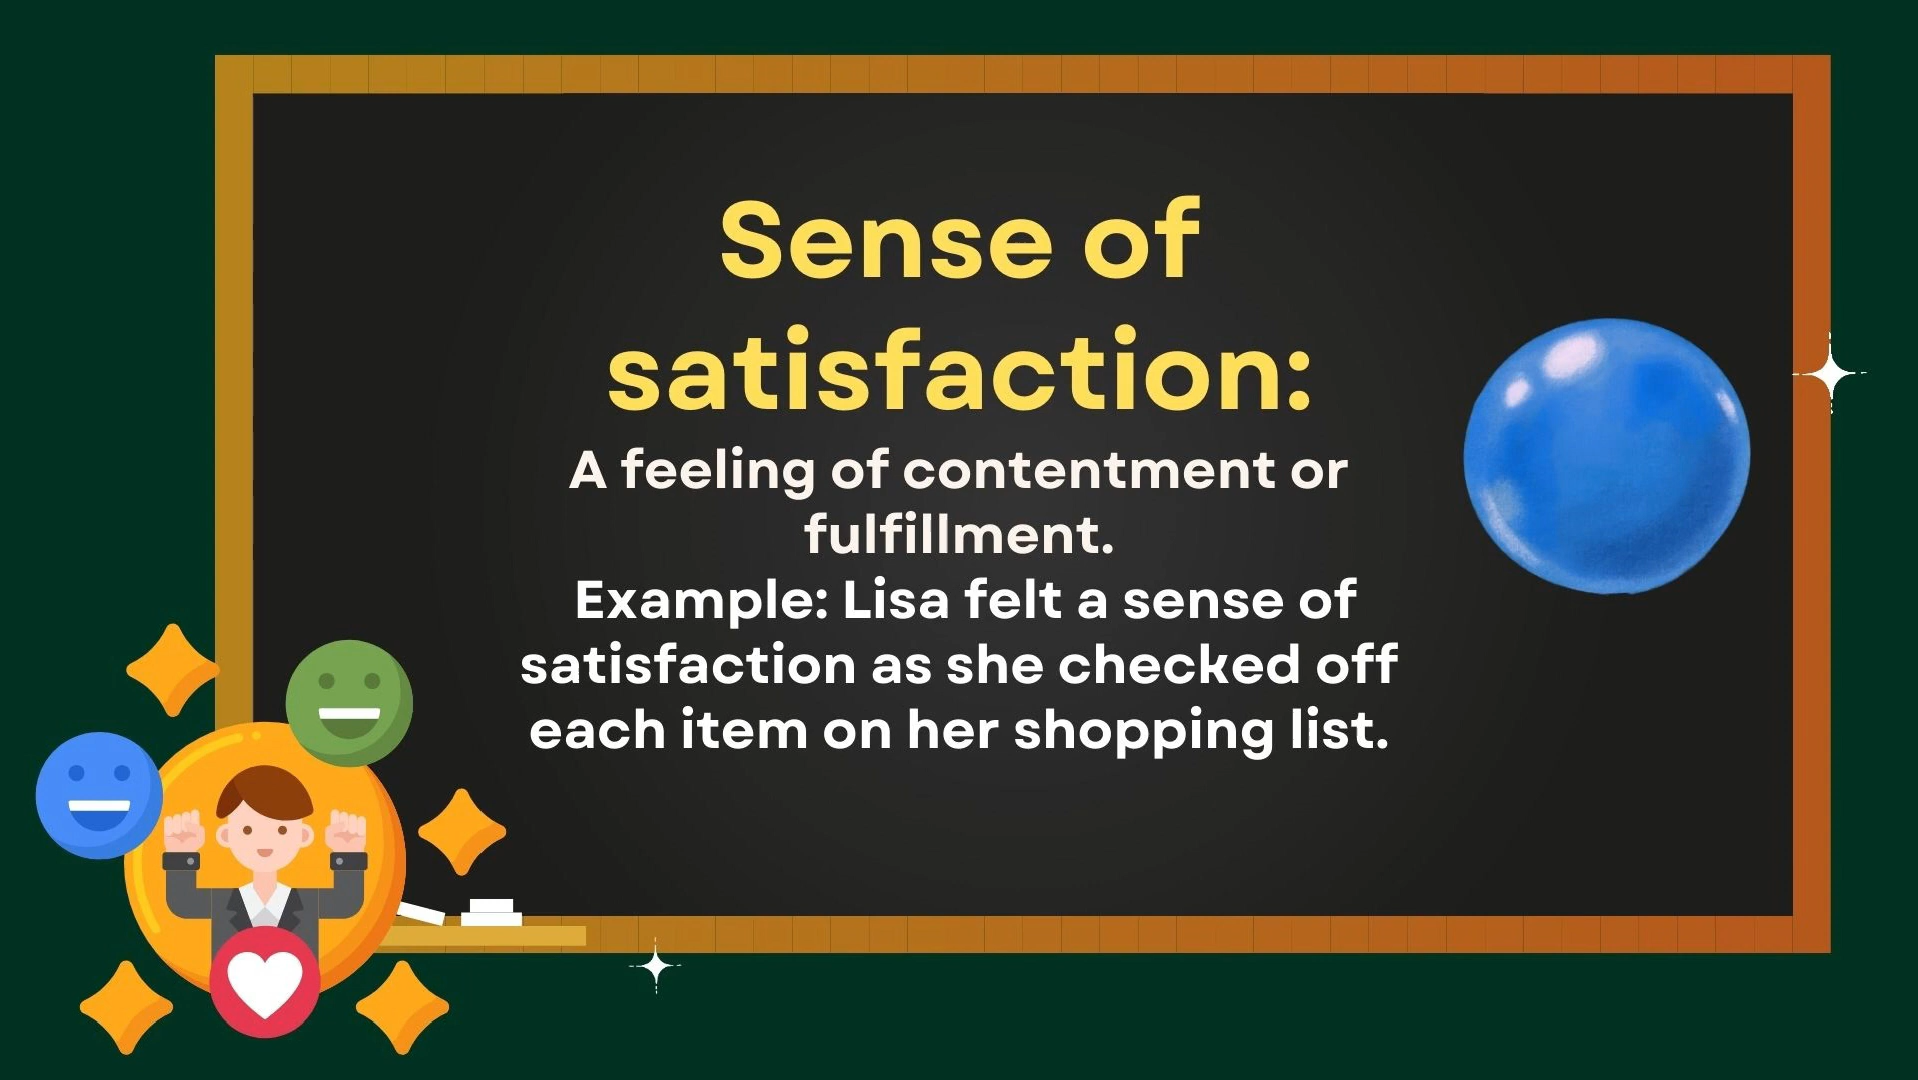 Sense of
satisfaction:
A feeling of contentment or
fulfillment.
Example: Lisa felt a sense of
satisfaction as she checked off
each item on her shopping list.